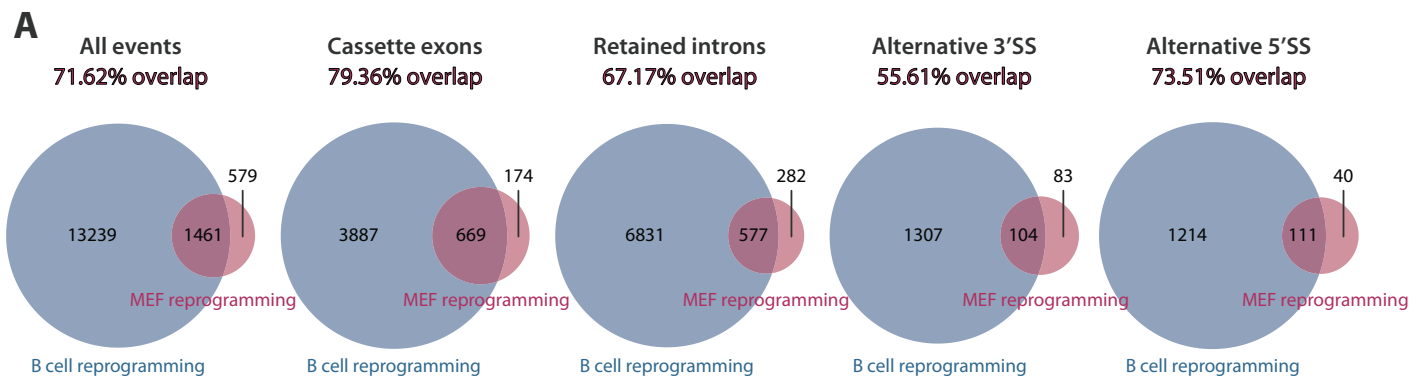 A
All events
71.62% overlap
13239
1461
579
MEF reprogramming
B cell reprogramming
Cassette exons
79.36% overlap
3887
669
174
MEF reprogramming
B cell reprogramming
Retained introns
67.17% overlap
6831
577
282
MEF reprogramming
B cell reprogramming
Alternative 3’SS
55.61% overlap
1307
104
83
MEF reprogramming
B cell reprogramming
Alternative 5’SS
73.51% overlap
1214
111
40
MEF reprogramming
B cell reprogramming